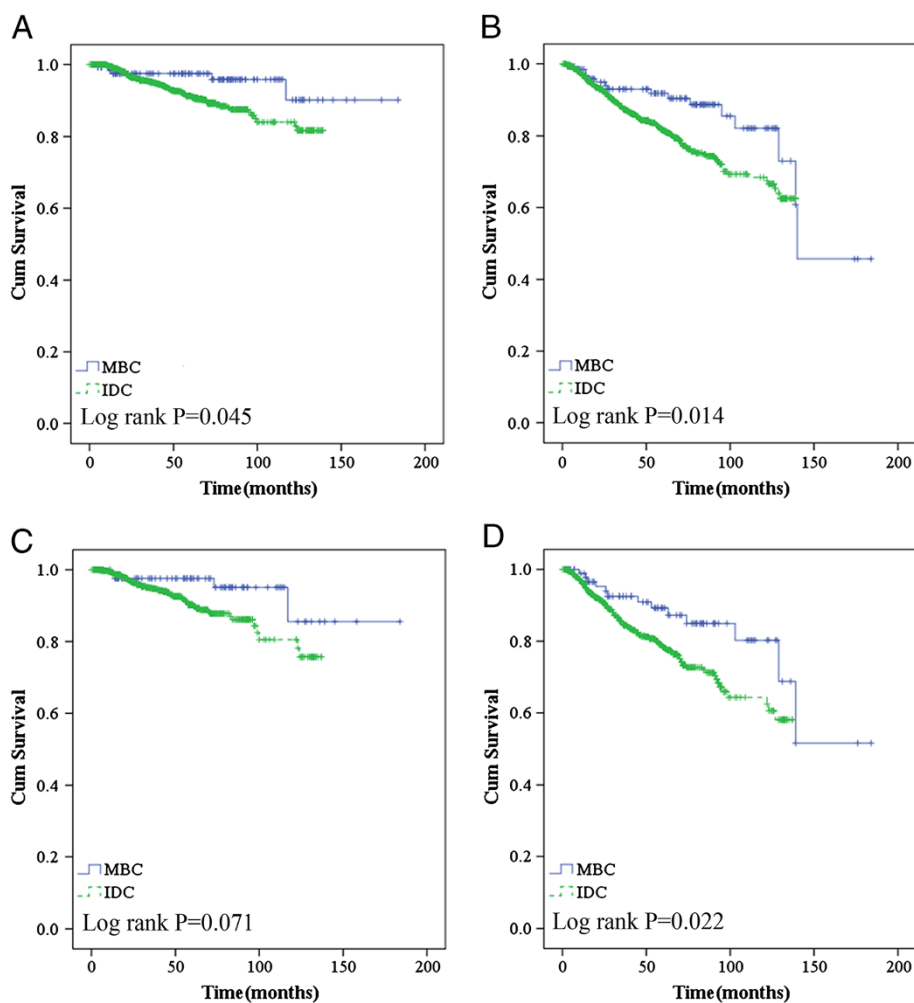 A
1.0
0.8
0.6
0.4
0.2
0.0
Cum Survival
MBC
IDC
Log rank P=0.045
0 50 100 150 200
Time(months)
B
1.0
0.8
0.6
0.4
0.2
0.0
Cum Survival
MBC
IDC
Log rank P=0.014
0 50 100 150 200
Time(months)
C
1.0
0.8
0.6
0.4
0.2
0.0
Cum Survival
MBC
IDC
Log rank P=0.071
0 50 100 150 200
Time (months)
D
1.0
0.8
0.6
0.4
0.2
0.0
Cum Survival
MBC
IDC
Log rank P=0.022
0 50 100 150 200
Time (months)